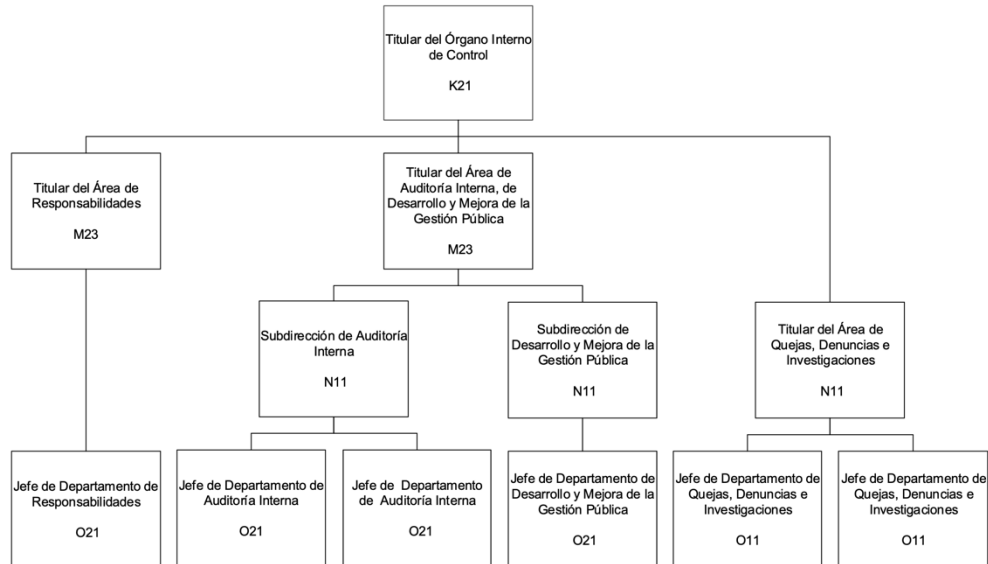 Titular del Órgano Interno
de Control
K21
Titular del Área de
Responsabilidades
M23
Titular del Área de
Auditoría Interna, de
Desarrollo y Mejora de la
Gestión Pública
M23
Subdirección de Auditoría
Interna
N11
Subdirección de
Desarrollo y Mejora de la
Gestión Pública
N11
Titular del Área de
Quejas, Denuncias e
Investigaciones
N11
Jefe de Departamento de
Responsabilidades
O21
Jefe de Departamento de
Auditoría Interna
O21
Jefe de Departamento
de Auditoría Interna
O21
Jefe de Departamento de
Desarrollo y Mejora de la
Gestión Pública
O21
Jefe de Departamento de
Quejas, Denuncias e
Investigaciones
O11
Jefe de Departamento de
Quejas, Denuncias e
Investigaciones
O11